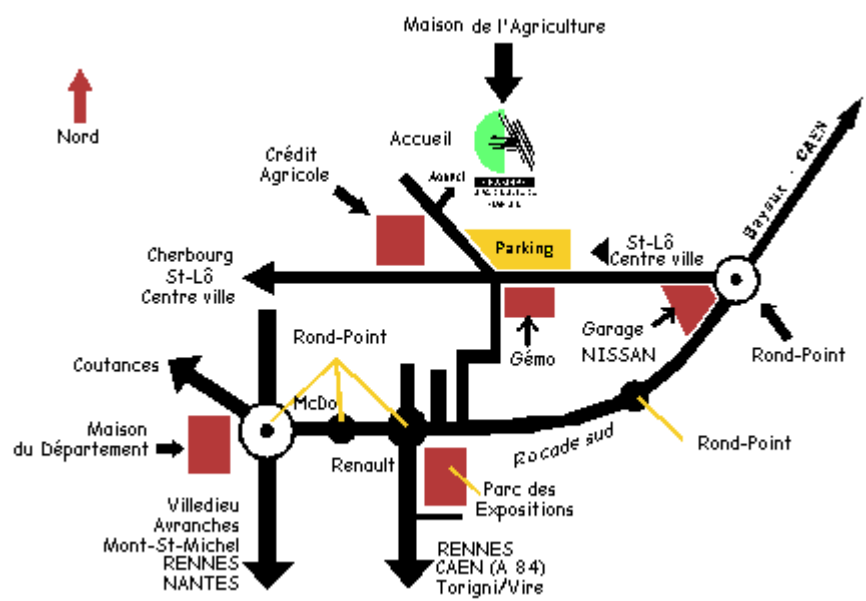 Maison de l'Agriculture
Nord
Accueil
Crédit
Agricole
Accueil
Parking
Bayeux - CAEN
Cherbourg
St-Lô
Centre ville
St-Lô
Centre ville
Gémo
Garage
NISSAN
Rond-Point
Rond-Point
Coutances
McDo
Maison
du Département
Renault
Rocade sud
Rond-Point
Parc des
Expositions
Villedieu
Avranches
Mont-St-Michel
RENNES
NANTES
RENNES
CAEN (A 84)
Torigni/Vire